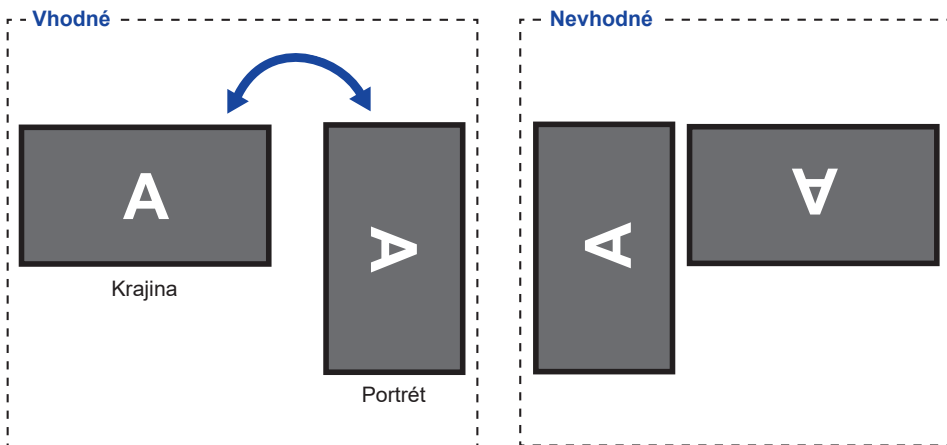 Vhodné
A
Krajina
A
Portrét
Nevhodné
A
A